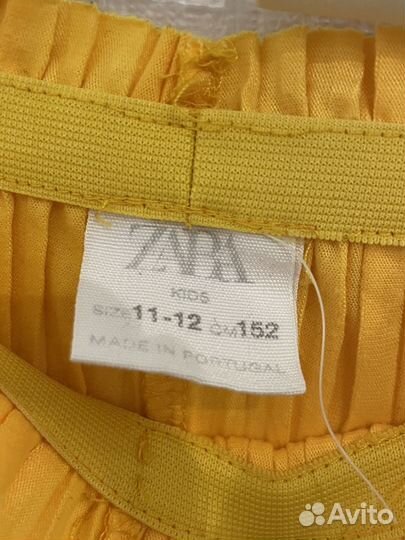 ZARA
KIDS
SIZE 11-12 CM 152
MADE IN PORTUGAL
Avito